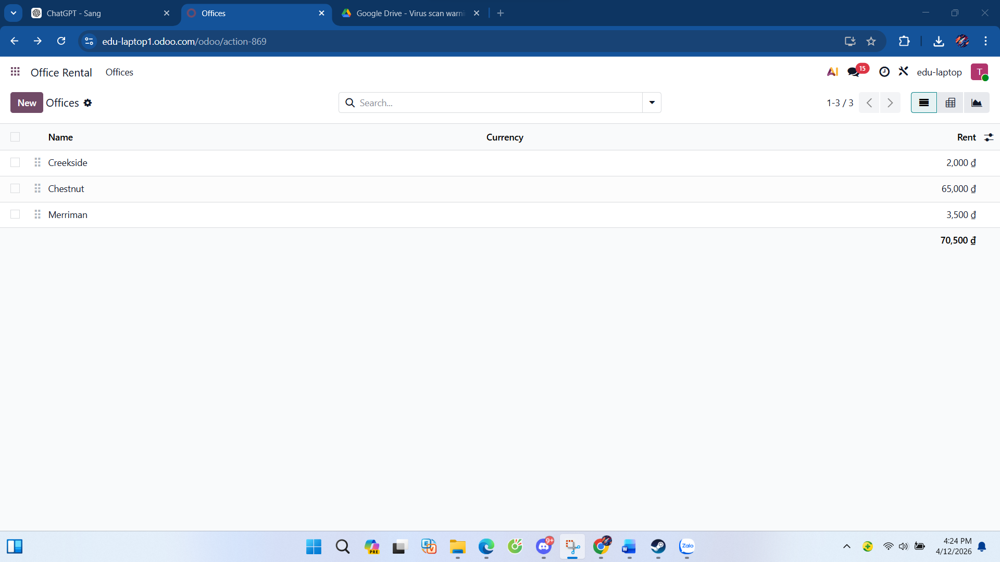 ChatGPT - Sang
Offices
Google Drive - Virus scan warni
edu-laptop1.odoo.com/odoo/action-869
Office Rental
Offices
AI
15
edu-laptop
T
New
Offices
Search...
1-3 / 3
Name
Currency
Rent
Creekside
2,000 ₫
Chestnut
65,000 ₫
Merriman
3,500 ₫
70,500 ₫
PRE
E
V
9+
W
Zalo
4:24 PM
4/12/2026